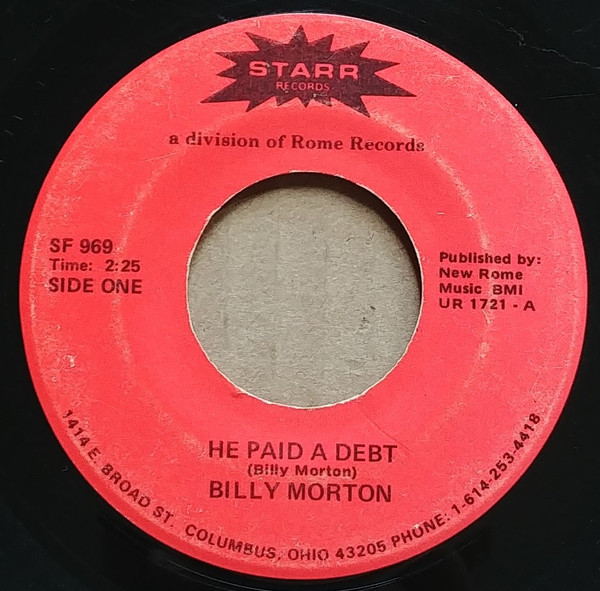 STARR
RECORDS
a division of Rome Records
SF 969
Time: 2:25
SIDE ONE
Published by:
New Rome
Music BMI
UR 1721 - A
HE PAID A DEBT
(Billy Morton)
BILLY MORTON
1414 E. BROAD ST. COLUMBUS, OHIO 43205 PHONE: 1-614-253-4418